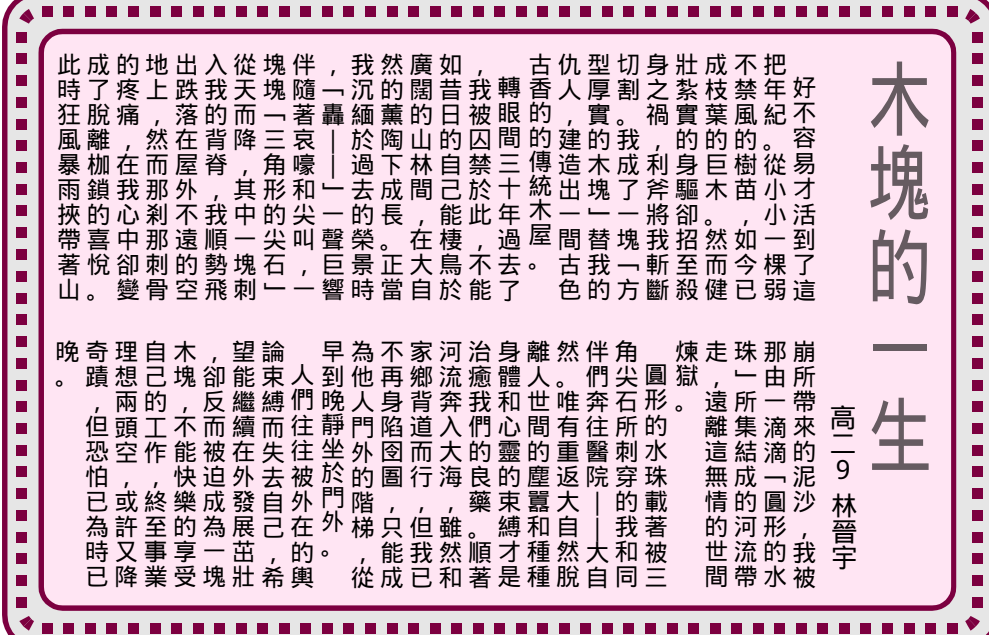 木塊的一生
高二9 林晉宇
好不容易才活到了這
把年紀。從小小一棵弱
不禁風的樹苗,如今已
成枝葉的巨木。然而健
壯紮實的身驅卻招至殺
身之禍,利斧將我斬斷
切割。我成了一塊「方
型厚實的木塊」替我的
仇人,建造出一間古色
古香的的傳統木屋。
轉眼間三十年過去了
,我被囚禁於此,不能
如昔日的自己能棲鳥於
廣闊的山林間,在大自
然的薰陶下成長。正當
我沉緬於過去的榮景時
,「轟——」一聲巨響
伴隨著哀嚎和尖叫,一
塊塊「三角形的尖石」
從天而降,其中一塊刺
入我的背脊,我順勢飛
出跌落在屋外不遠的空
地上,然而那剎那刺骨
的疼痛,在我心中卻變
成了脫離枷鎖的喜悅。
此時狂風暴雨挾帶著山
崩所帶來的泥沙,我被
那由一滴滴「圓形的水
珠」所集結成的河流帶
走,遠離這無情的世間
煉獄。
圓形的水珠載著被三
角尖石所刺穿的我和同
伴們奔往醫院——大自
然。唯有重返大自然脫
離人世間的塵囂和種種
身體和心靈的束縛才是
治癒我們的良藥。順著
河流奔入大海,雖然和
家鄉背道而行,但我已
不再身陷囹圄,只能成
為他人門外的階梯,從
早到晚靜坐於門外。
人們往往被外在的輿
論束縛而失去自己,希
望能繼續在外發展茁壯
,卻反而被迫成為一塊
木塊,不能快樂的享受
自己的工作,終至事業
理想兩頭空,或許又降
奇蹟,但恐怕已為時已
晚。